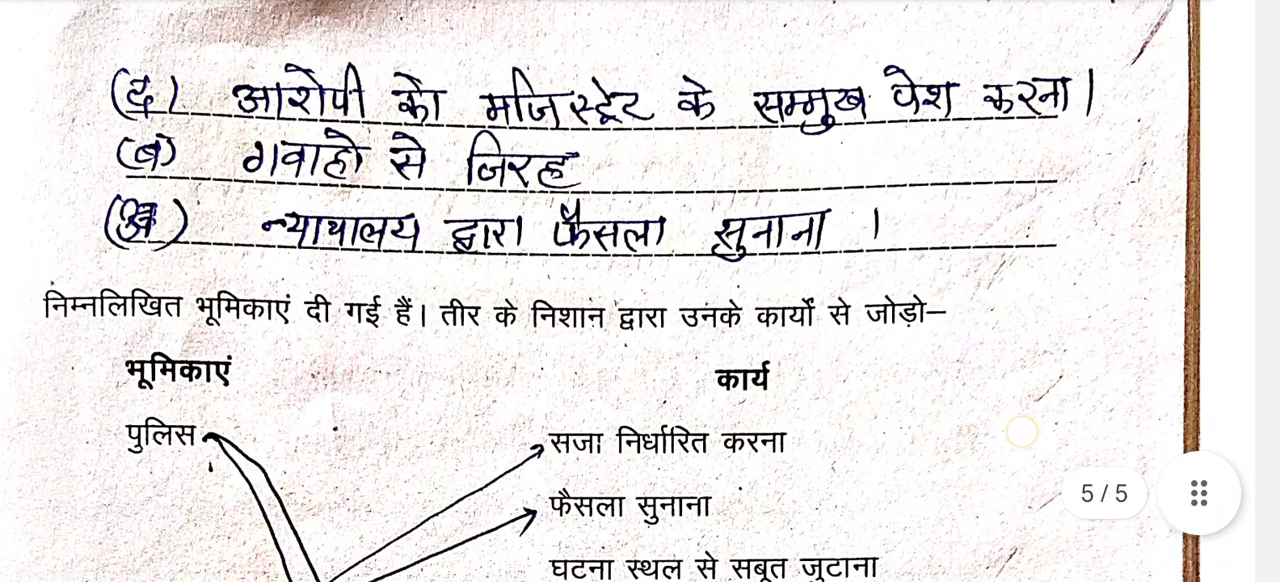 (द) आरोपी को मजिस्ट्रेट के सम्मुख पेश करना।
(ब) गवाहो से जिरह
(अ) न्यायालय द्वारा फैसला सुनाना ।
निम्नलिखित भूमिकाएं दी गई हैं। तीर के निशान द्वारा उनके कार्यों से जोड़ो–
भूमिकाएं कार्य
पुलिस सजा निर्धारित करना
फैसला सुनाना
5 / 5
घटना स्थल से सबूत जुटाना